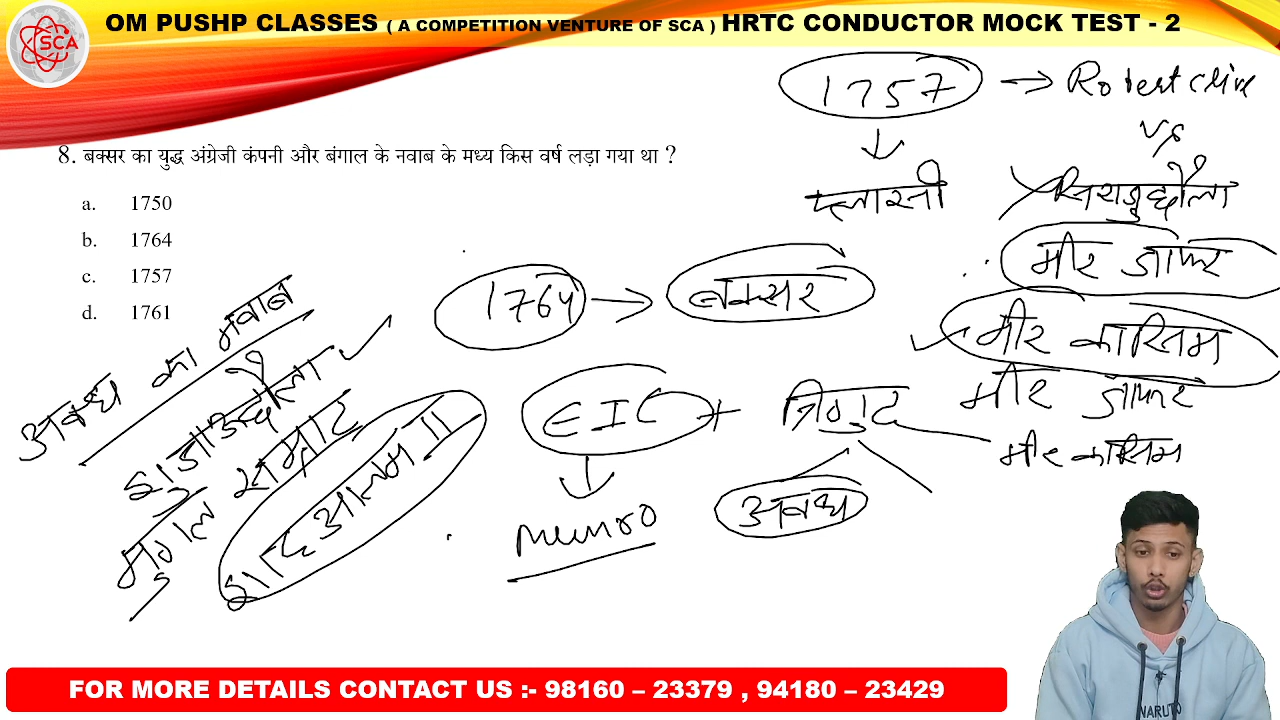 OM PUSHP CLASSES ( A COMPETITION VENTURE OF SCA ) HRTC CONDUCTOR MOCK TEST - 2
SCA
1757 → Robert Clive
↓ vs
प्लासी सिराजुद्दौला
8. बक्सर का युद्ध अंग्रेजी कंपनी और बंगाल के नवाब के मध्य किस वर्ष लड़ा गया था ?
a. 1750
b. 1764
c. 1757
d. 1761
मीर जाफर
1764 → बक्सर
मीर कासिम
मीर जाफर
EIC + त्रिगुट
मीर कासिम
अवध
↓
Munro
अवध का नवाब
शुजाउद्दौला
मुगल सम्राट
शाह आलम II
NARUTO
FOR MORE DETAILS CONTACT US :- 98160 – 23379 , 94180 – 23429